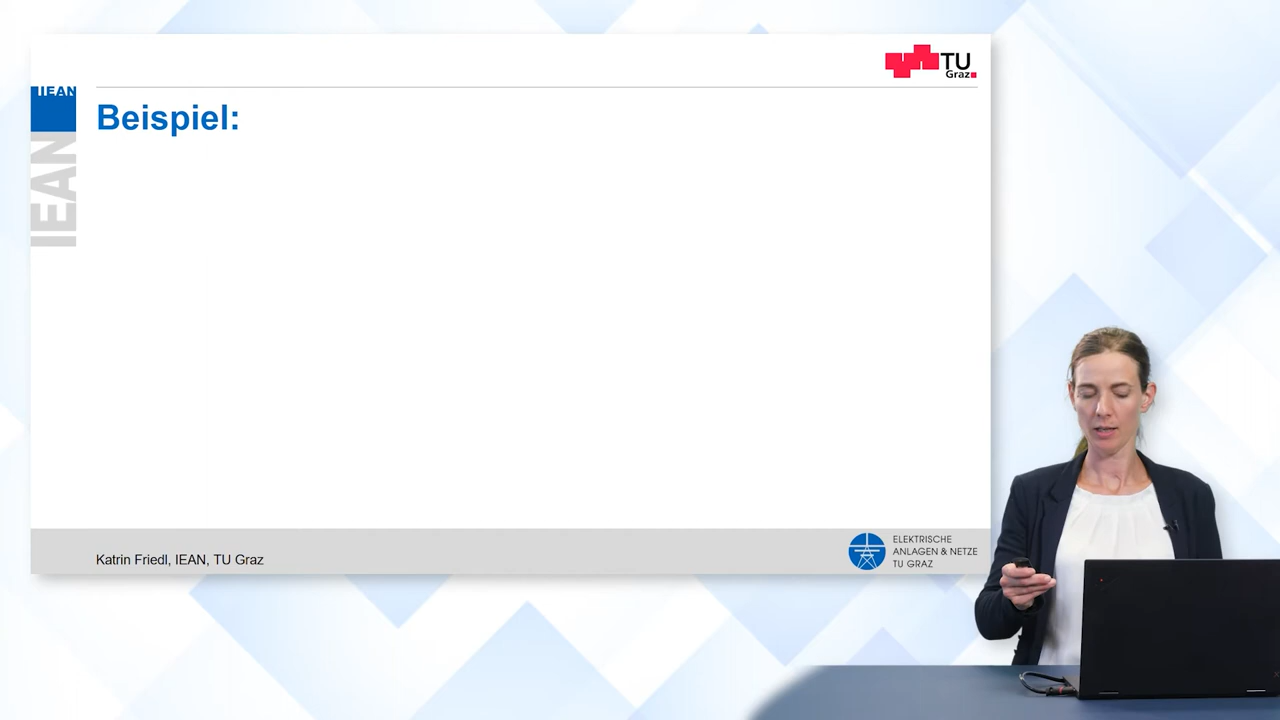 TU
Graz
IEAN
Beispiel:
IEAN
Katrin Friedl, IEAN, TU Graz
ELEKTRISCHE
ANLAGEN & NETZE
TU GRAZ